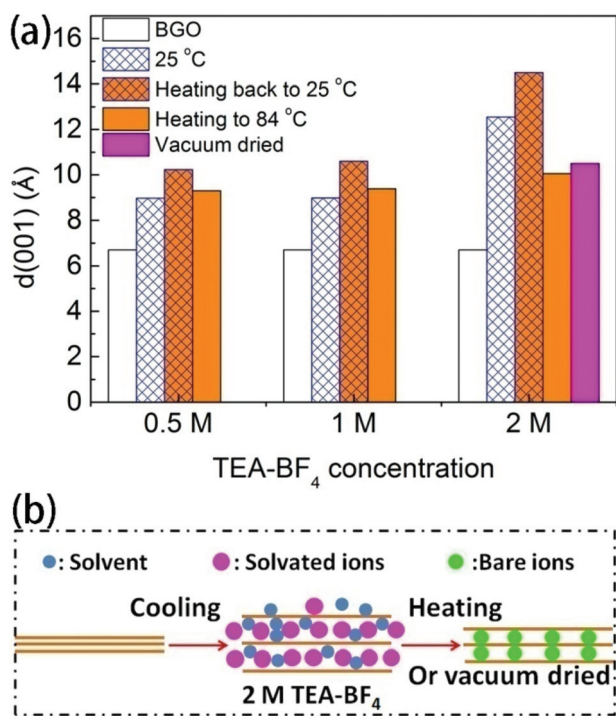 (a)
16
14
12
10
8
6
4
2
0
d(001) (Å)
BGO
25 °C
Heating back to 25 °C
Heating to 84 °C
Vacuum dried
0.5 M 1 M 2 M
TEA-BF₄ concentration
(b)
: Solvent : Solvated ions :Bare ions
Cooling Heating
Or vacuum dried
2 M TEA-BF₄